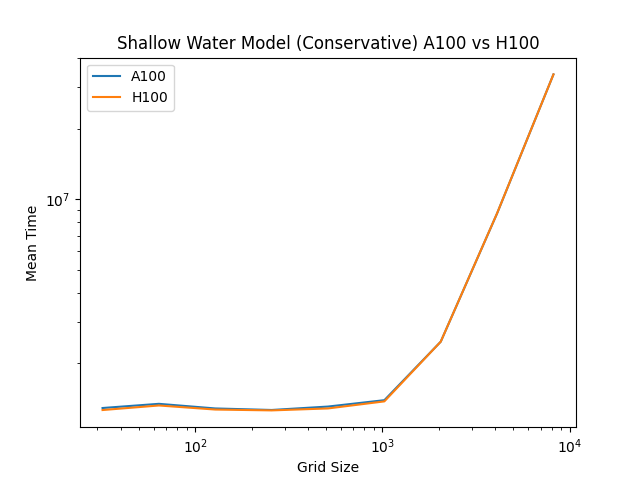 Shallow Water Model (Conservative) A100 vs H100
A100
H100
10^7
Mean Time
10^2
10^3
10^4
Grid Size